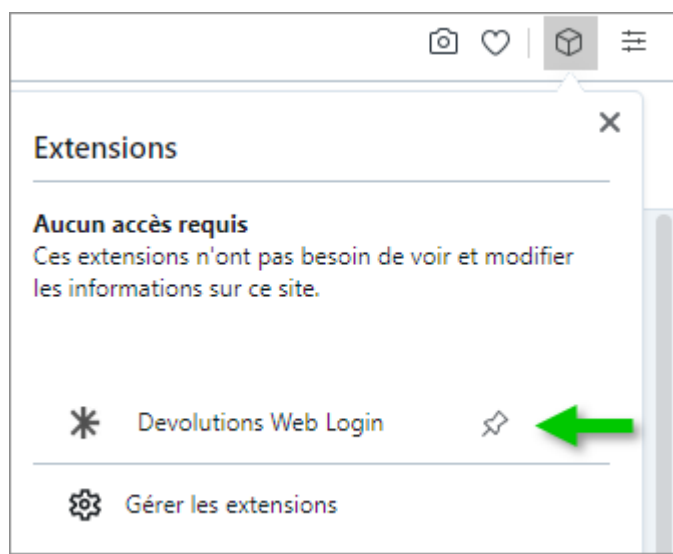 Extensions
Aucun accès requis
Ces extensions n'ont pas besoin de voir et modifier
les informations sur ce site.
Devolutions Web Login
Gérer les extensions